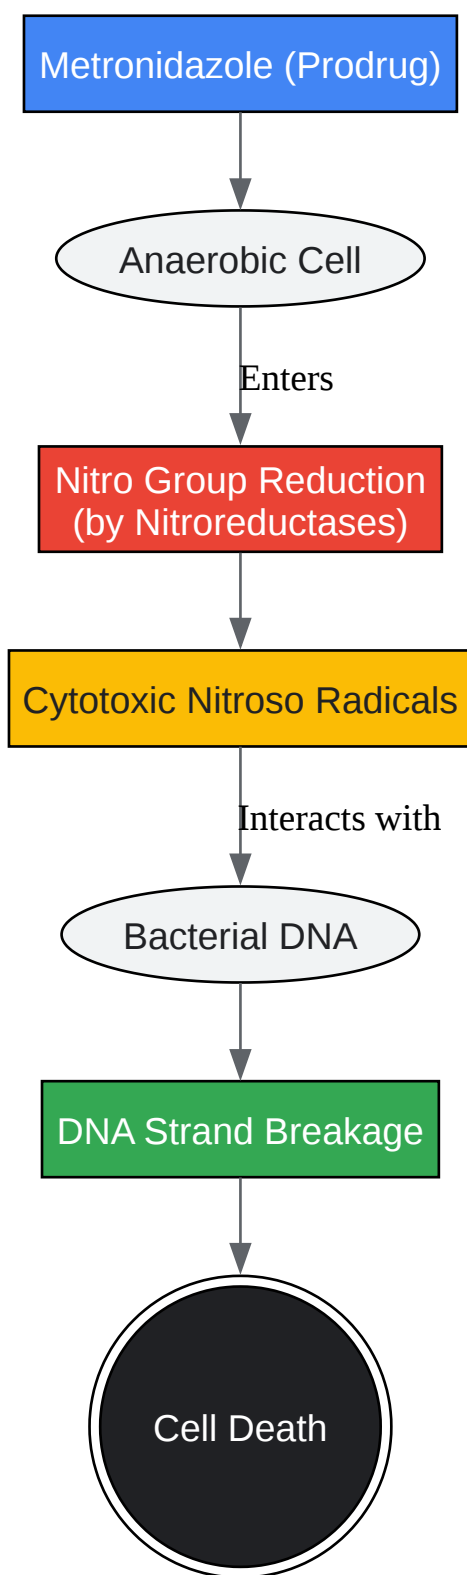 Metronidazole (Prodrug)
Anaerobic Cell
Enters
Nitro Group Reduction
(by Nitroreductases)
Cytotoxic Nitroso Radicals
Interacts with
Bacterial DNA
DNA Strand Breakage
Cell Death